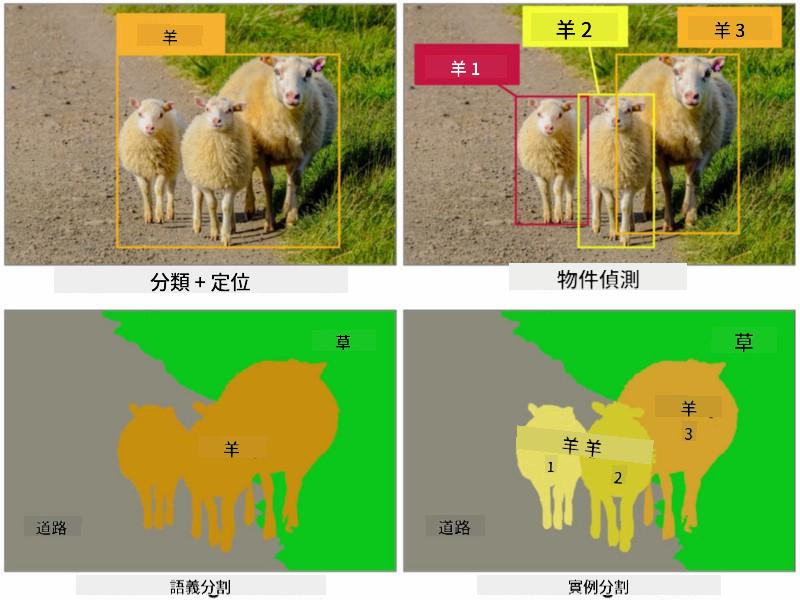 羊
分類 + 定位
羊 1
羊 2
羊 3
物件偵測
草
羊
道路
語義分割
草
羊
3
羊 羊
1
2
道路
實例分割